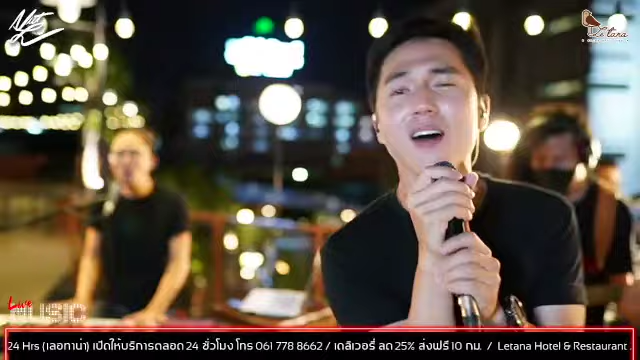 Le'tana
Live
MUSIC
24 Hrs (เลอทาน่า) เปิดให้บริการตลอด 24 ชั่วโมง โทร 061 778 8662 / เดลิเวอรี่ ลด 25% ส่งฟรี 10 กม. / Letana Hotel & Restaurant